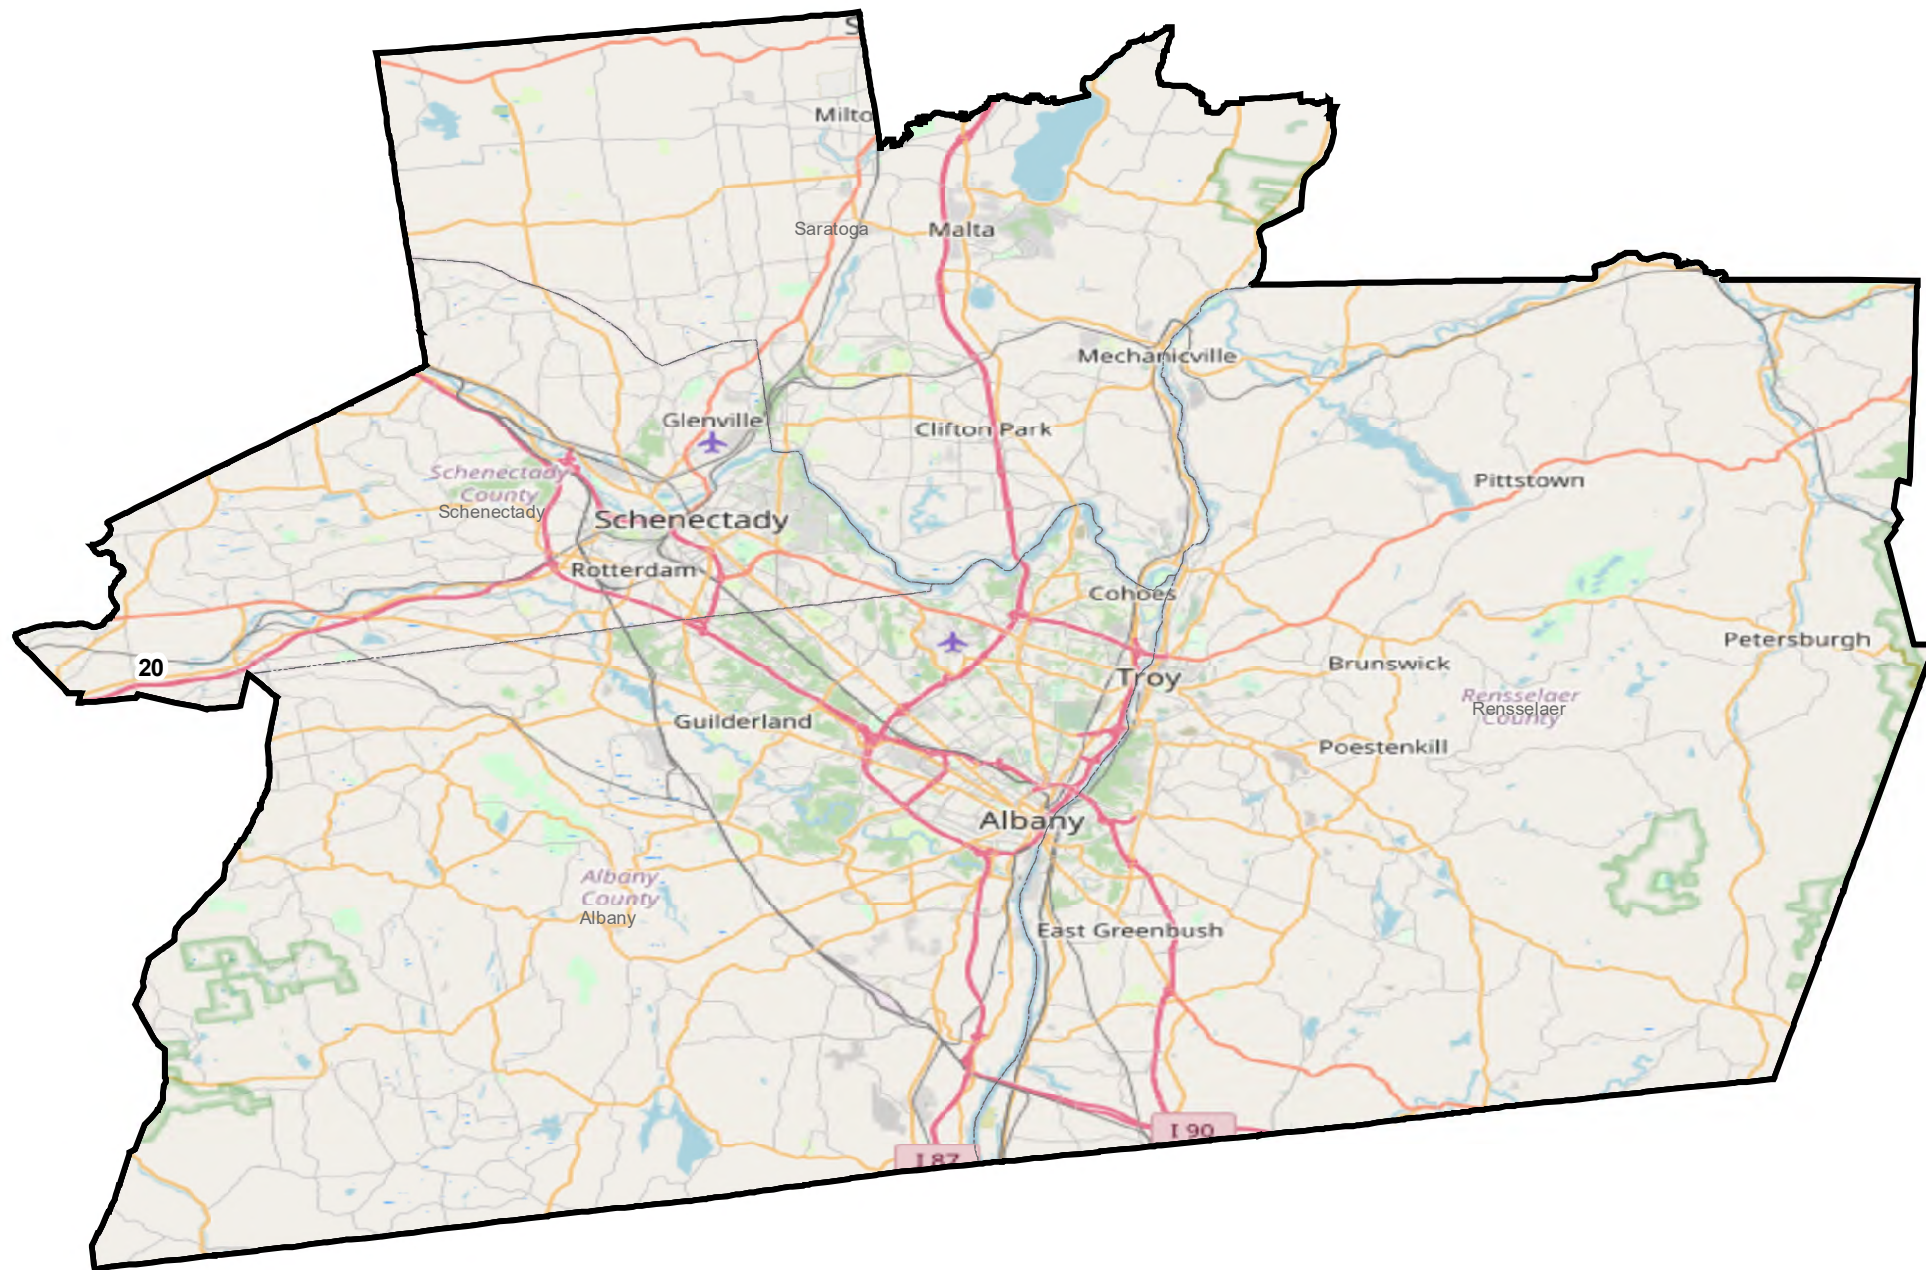 S
Milto
Saratoga
Malta
Mechanicville
Glenville
Clifton Park
Schenectady
County
Schenectady
Pittstown
Schenectady
Rotterdam
Cohoes
Petersburgh
20
Brunswick
Troy
Rensselaer
County
Rensselaer
Guilderland
Poestenkill
Albany
Albany
County
Albany
East Greenbush
I 90
I 87